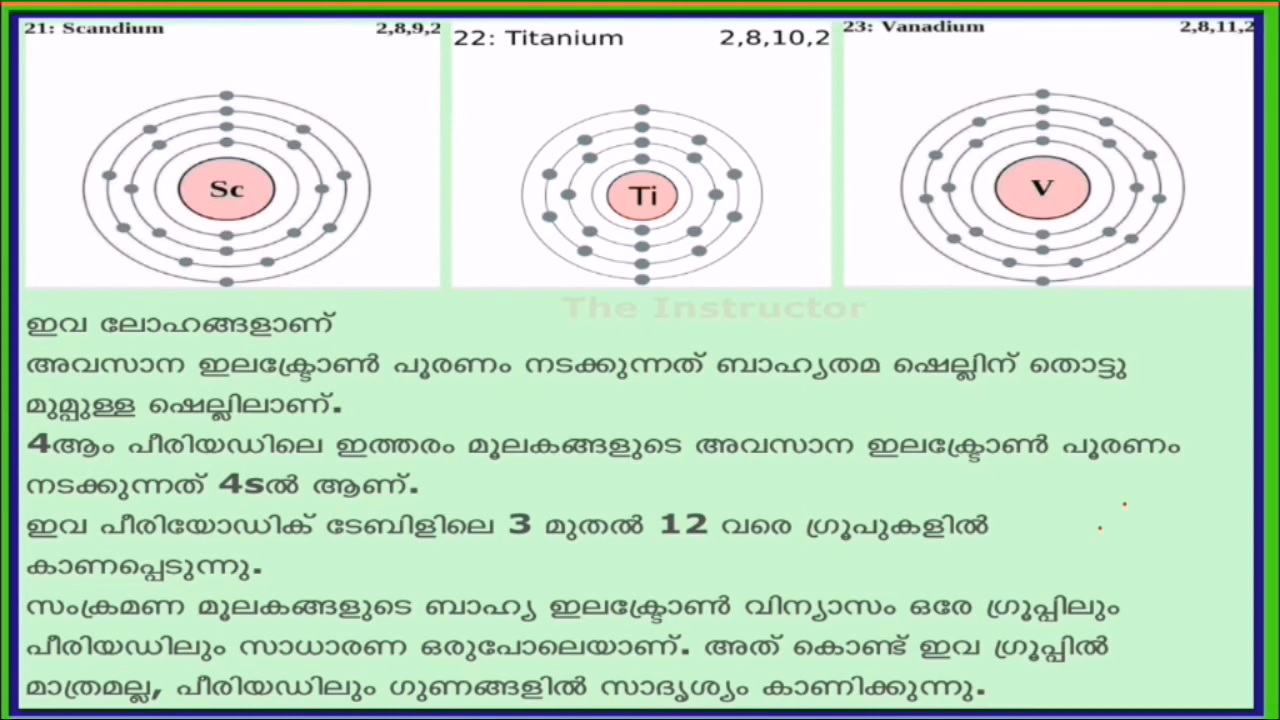 21: Scandium 2,8,9,2
22: Titanium 2,8,10,2
23: Vanadium 2,8,11,2
Sc
Ti
V
The Instructor
ഇവ ലോഹങ്ങളാണ്
അവസാന ഇലക്ട്രോൺ പൂരണം നടക്കുന്നത് ബാഹ്യതമ ഷെല്ലിന് തൊട്ടു
മുമ്പുള്ള ഷെല്ലിലാണ്.
4ആം പീരിയഡിലെ ഇത്തരം മൂലകങ്ങളുടെ അവസാന ഇലക്ട്രോൺ പൂരണം
നടക്കുന്നത് 4sൽ ആണ്.
ഇവ പീരിയോഡിക് ടേബിളിലെ 3 മുതൽ 12 വരെ ഗ്രൂപുകളിൽ
കാണപ്പെടുന്നു.
സംക്രമണ മൂലകങ്ങളുടെ ബാഹ്യ ഇലക്ട്രോൺ വിന്യാസം ഒരേ ഗ്രൂപ്പിലും
പീരിയഡിലും സാധാരണ ഒരുപോലെയാണ്. അത് കൊണ്ട് ഇവ ഗ്രൂപ്പിൽ
മാത്രമല്ല, പീരിയഡിലും ഗുണങ്ങളിൽ സാദൃശ്യം കാണിക്കുന്നു.